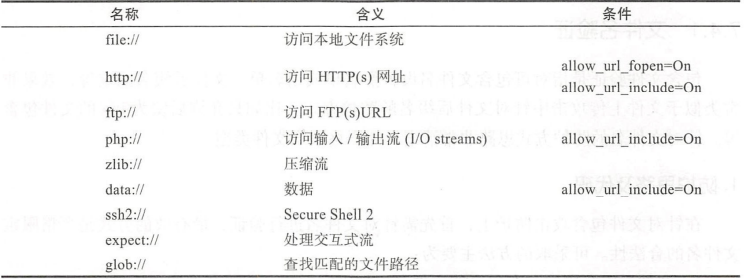 名称 含义 条件
file:// 访问本地文件系统
http:// 访问 HTTP(s) 网址 allow_url_fopen=On
allow_url_include=On
ftp:// 访问 FTP(s)URL
php:// 访问输入 / 输出流 (I/O streams) allow_url_include=On
zlib:// 压缩流
data:// 数据 allow_url_include=On
ssh2:// Secure Shell 2
expect:// 处理交互式流
glob:// 查找匹配的文件路径